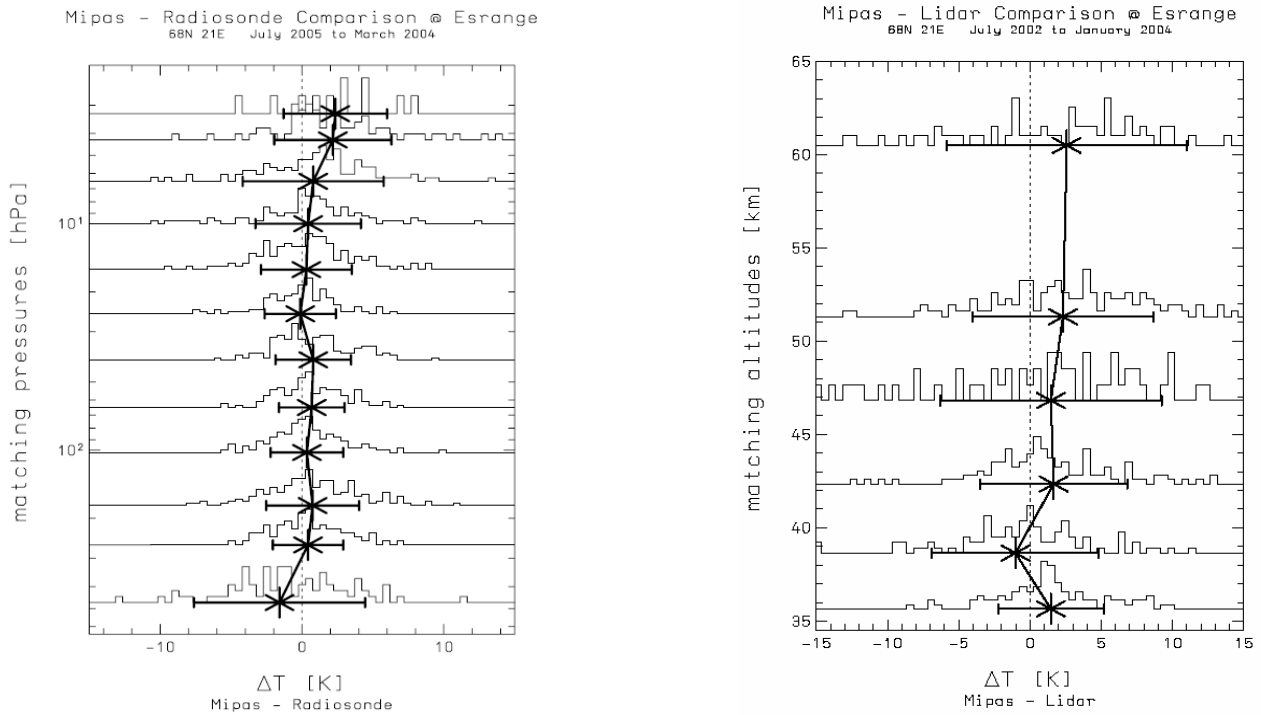 Mipas - Radiosonde Comparison @ Esrange
68N 21E July 2005 to March 2004
matching pressures [hPa]
10¹
10²
-10 0 10
ΔT [K]
Mipas - Radiosonde
Mipas - Lidar Comparison @ Esrange
68N 21E July 2002 to January 2004
matching altitudes [km]
65
60
55
50
45
40
35
-15 -10 -5 0 5 10 15
ΔT [K]
Mipas - Lidar